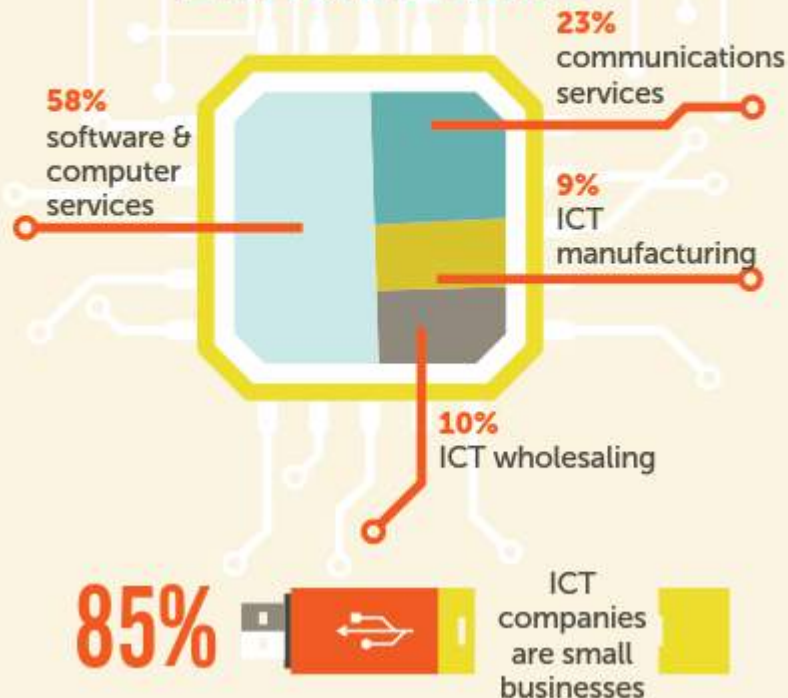 58%
software &
computer
services
23%
communications
services
9%
ICT
manufacturing
10%
ICT wholesaling
85%
ICT
companies
are small
businesses